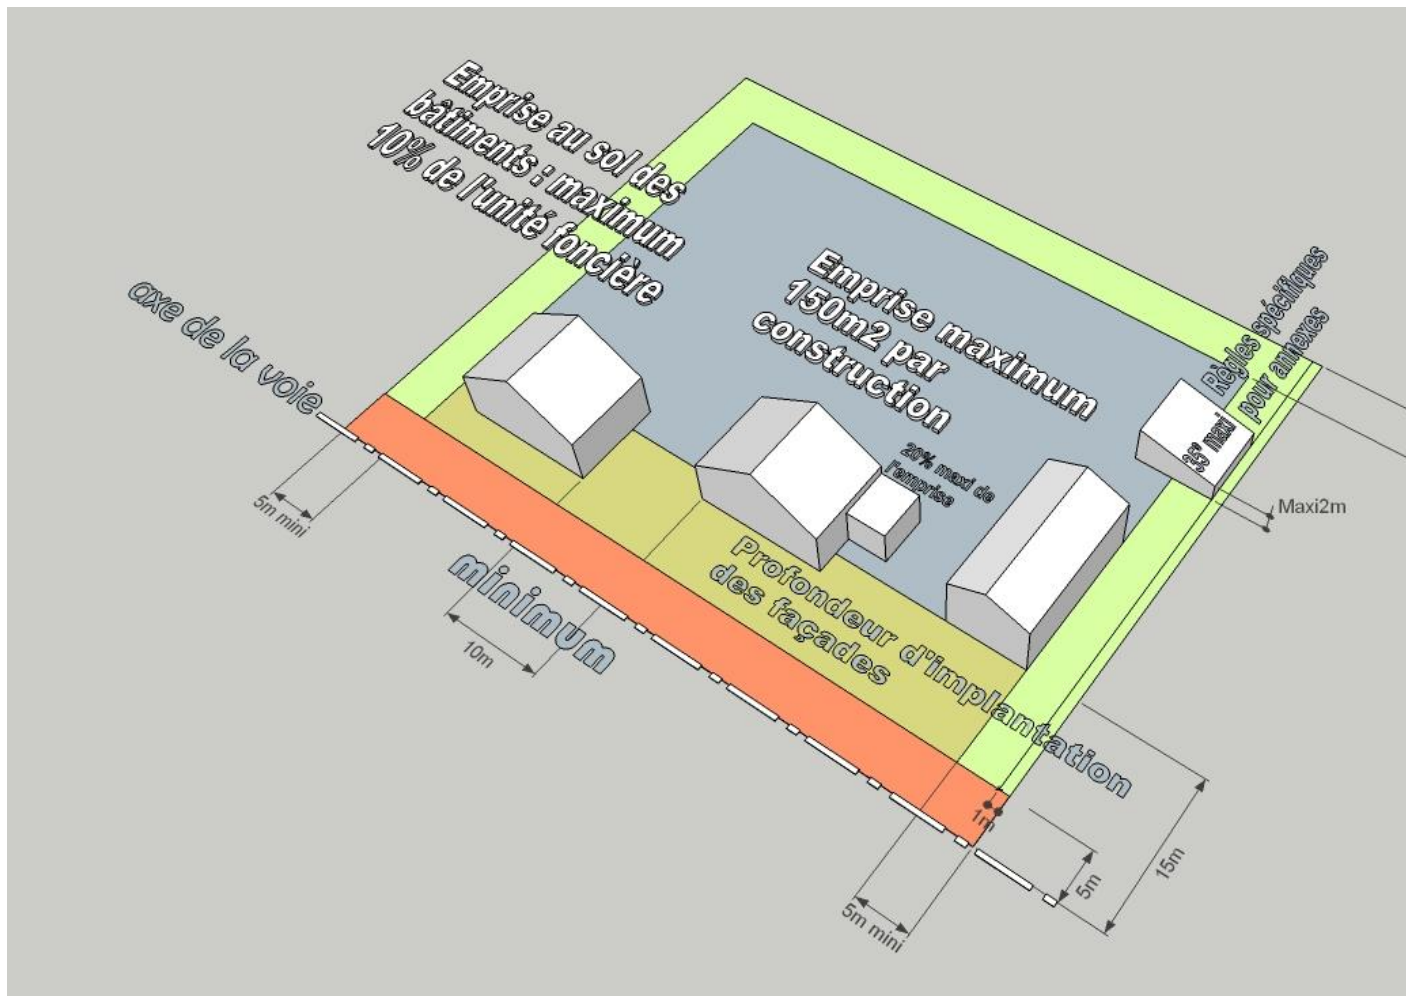 Emprise au sol des
bâtiments : maximum
10% de l'unité foncière
axe de la voie
Emprise maximum
150m2 par
construction
Règles spécifiques
pour annexes
maxi
20% maxi de
l'emprise
Maxi2m
5m mini
minimum
10m
Profondeur d'implantation
des façades
1m
5m
15m
5m mini